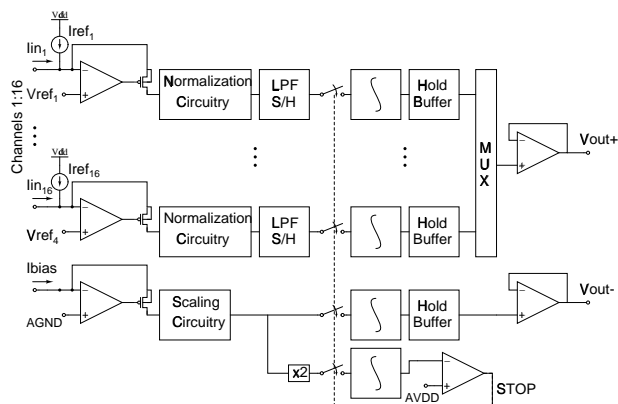 Vdd
Iref1
Iin1
Vref1
Channels 1:16
Normalization
Circuitry
LPF
S/H
Hold
Buffer
MUX
Vout+
Vdd
Iref16
Iin16
Vref4
Normalization
Circuitry
LPF
S/H
Hold
Buffer
Ibias
AGND
Scaling
Circuitry
Hold
Buffer
Vout-
x2
AVDD
STOP